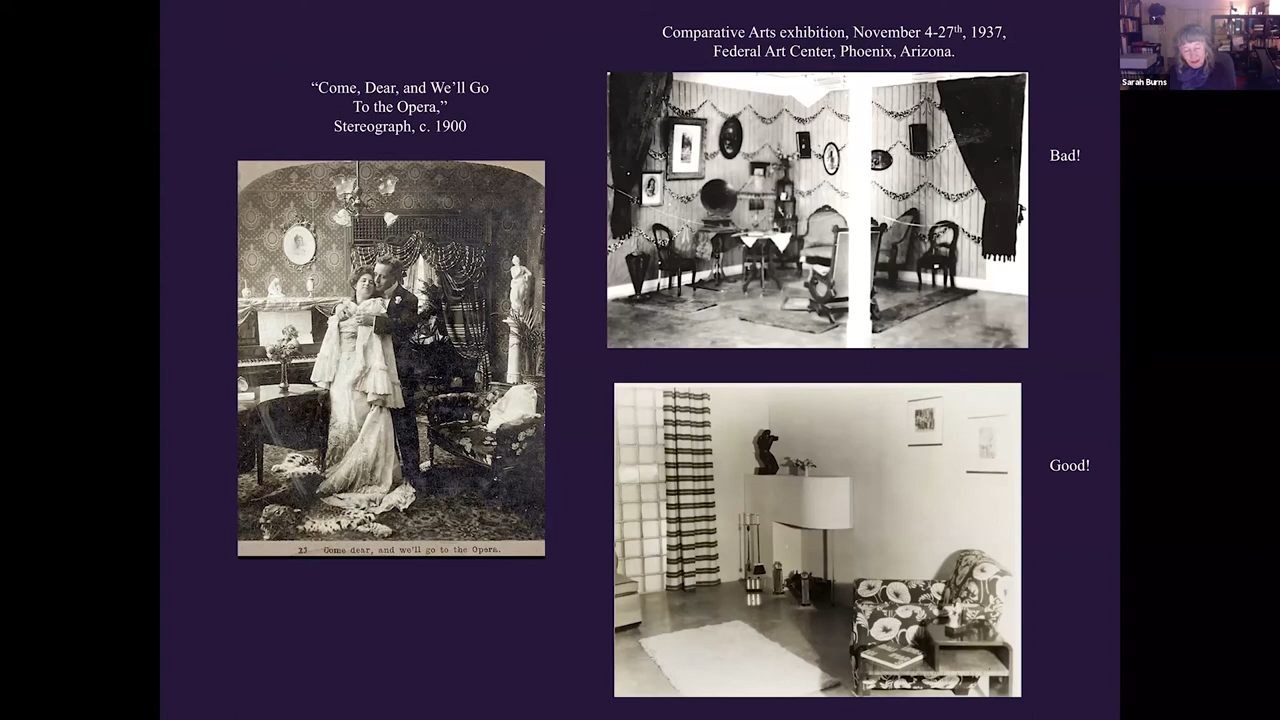 Comparative Arts exhibition, November 4-27th, 1937,
Federal Art Center, Phoenix, Arizona.
“Come, Dear, and We’ll Go
To the Opera,”
Stereograph, c. 1900
Bad!
Good!
23 Come dear, and we'll go to the Opera.
Sarah Burns